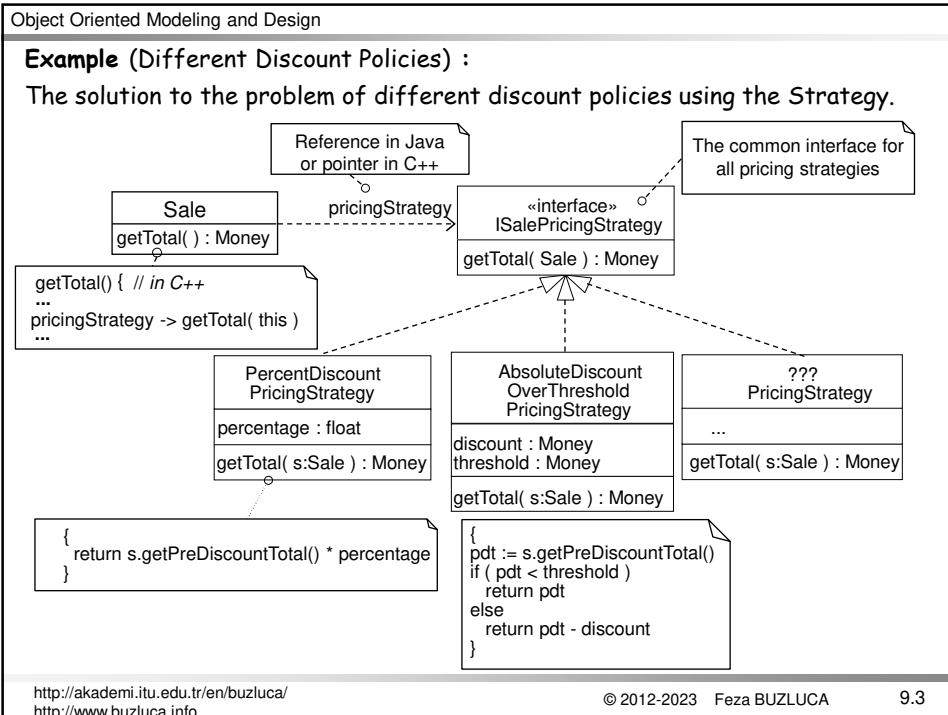 Object Oriented Modeling and Design
Example (Different Discount Policies) :
The solution to the problem of different discount policies using the Strategy.
Reference in Java
or pointer in C++
The common interface for
all pricing strategies
Sale
getTotal( ) : Money
pricingStrategy
«interface»
ISalePricingStrategy
getTotal( Sale ) : Money
getTotal() { // in C++
...
pricingStrategy -> getTotal( this )
...
PercentDiscount
PricingStrategy
percentage : float
getTotal( s:Sale ) : Money
AbsoluteDiscount
OverThreshold
PricingStrategy
discount : Money
threshold : Money
getTotal( s:Sale ) : Money
???
PricingStrategy
...
getTotal( s:Sale ) : Money
{
return s.getPreDiscountTotal() * percentage
}
{
pdt := s.getPreDiscountTotal()
if ( pdt < threshold )
return pdt
else
return pdt - discount
}
http://akademi.itu.edu.tr/en/buzluca/
http://www.buzluca.info
© 2012-2023 Feza BUZLUCA
9.3